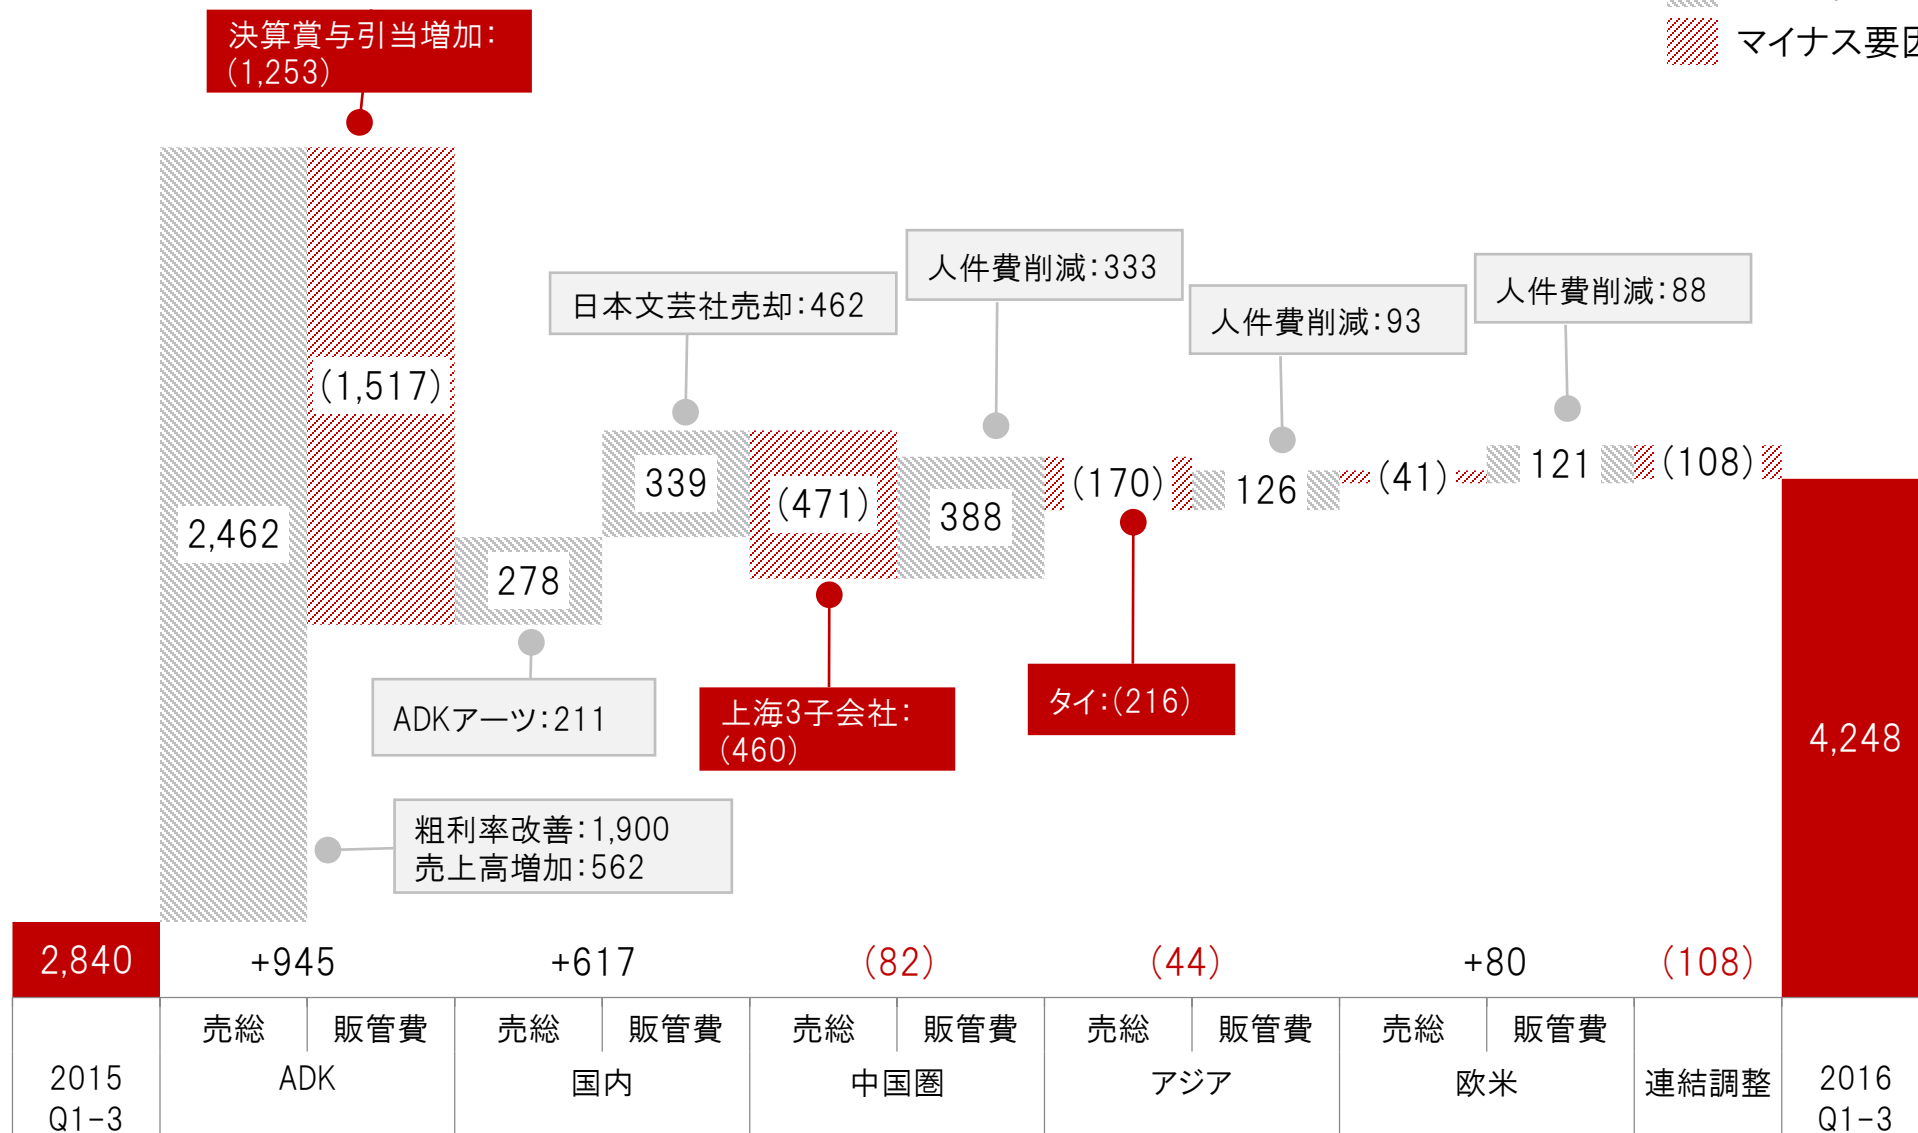 マイナス要因
決算賞与引当増加：
(1,253)
人件費削減：333
人件費削減：88
日本文芸社売却：462
人件費削減：93
(1,517)
2,462
278
339
(471)
388
(170)
126
(41)
121
(108)
ADKアーツ：211
上海3子会社：
(460)
タイ：(216)
4,248
粗利率改善：1,900
売上高増加：562
2,840
+945
+617
(82)
(44)
+80
(108)
売総 販管費 売総 販管費 売総 販管費 売総 販管費 売総 販管費
2015
Q1-3
ADK
国内
中国圏
アジア
欧米
連結調整
2016
Q1-3